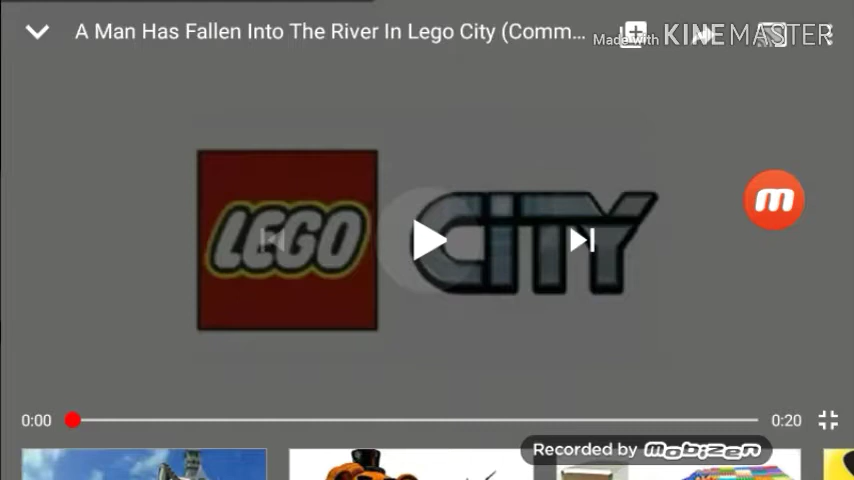 A Man Has Fallen Into The River In Lego City (Comm...
Made with KINEMASTER
LEGO
CITY
m
0:00
0:20
Recorded by mobizen